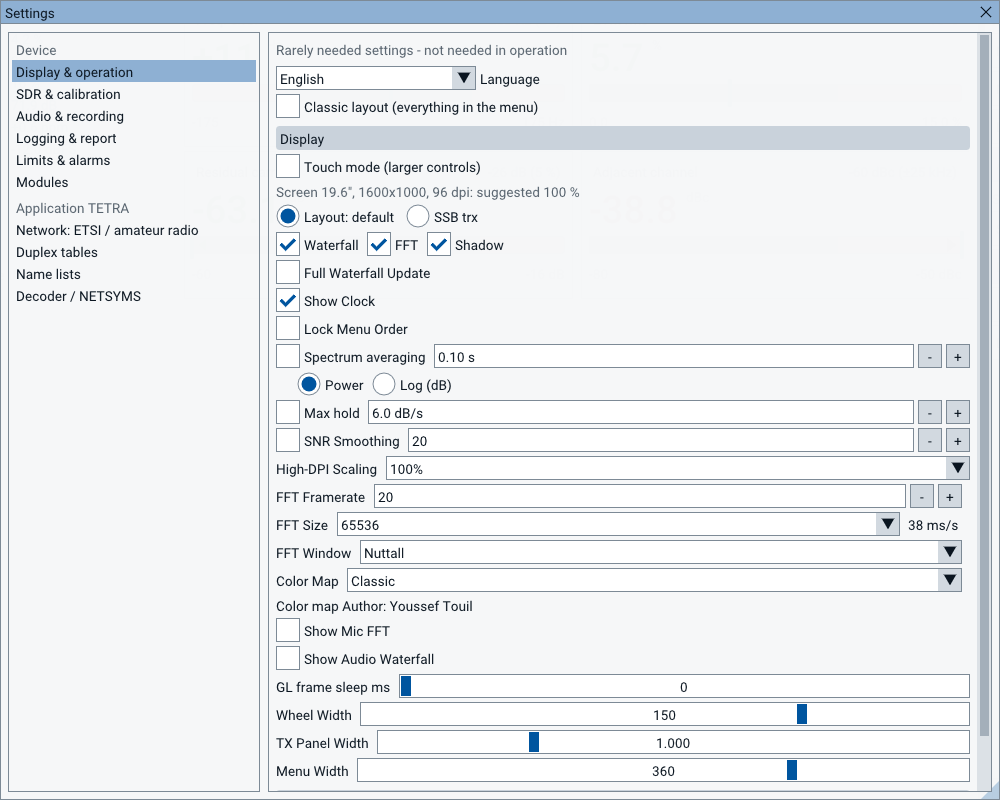 Settings
Device
Display & operation
SDR & calibration
Audio & recording
Logging & report
Limits & alarms
Modules
Application TETRA
Network: ETSI / amateur radio
Duplex tables
Name lists
Decoder / NETSYMS
Rarely needed settings - not needed in operation
English Language
Classic layout (everything in the menu)
Display
Touch mode (larger controls)
Screen 19.6", 1600x1000, 96 dpi: suggested 100 %
Layout: default SSB trx
Waterfall FFT Shadow
Full Waterfall Update
Show Clock
Lock Menu Order
Spectrum averaging 0.10 s - +
Power Log (dB)
Max hold 6.0 dB/s - +
SNR Smoothing 20 - +
High-DPI Scaling 100%
FFT Framerate 20 - +
FFT Size 65536 38 ms/s
FFT Window Nuttall
Color Map Classic
Color map Author: Youssef Touil
Show Mic FFT
Show Audio Waterfall
GL frame sleep ms 0
Wheel Width 150
TX Panel Width 1.000
Menu Width 360